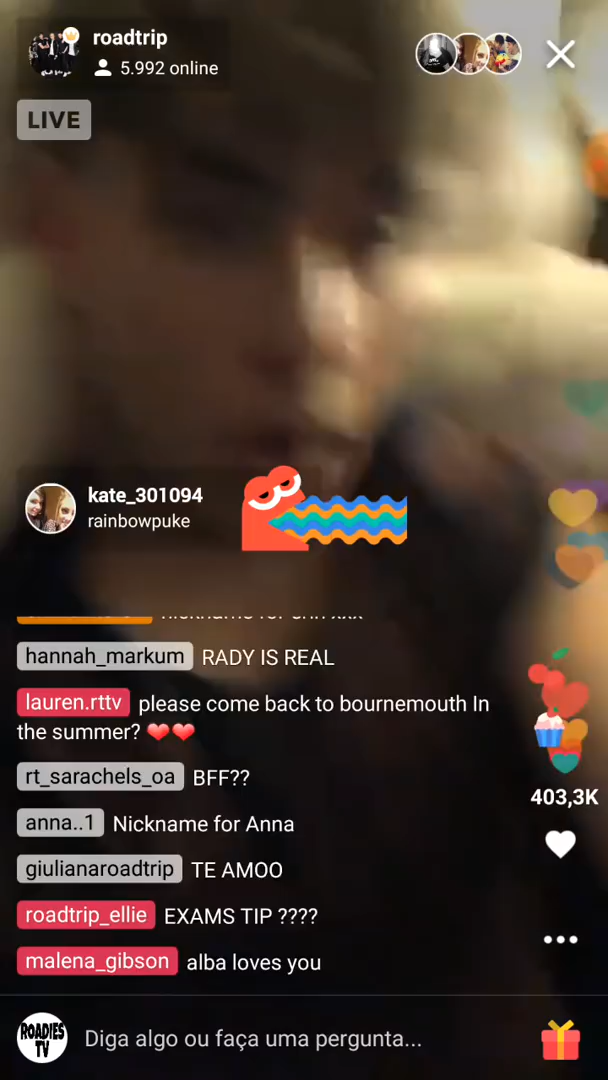 roadtrip
5.992 online
LIVE
kate_301094
rainbowpuke
hannah_markum RADY IS REAL
lauren.rttv please come back to bournemouth In
the summer? ❤️❤️
rt_sarachels_oa BFF??
anna..1 Nickname for Anna
giulianaroadtrip TE AMOO
403,3K
roadtrip_ellie EXAMS TIP ????
malena_gibson alba loves you
ROADIES
TV
Diga algo ou faça uma pergunta...